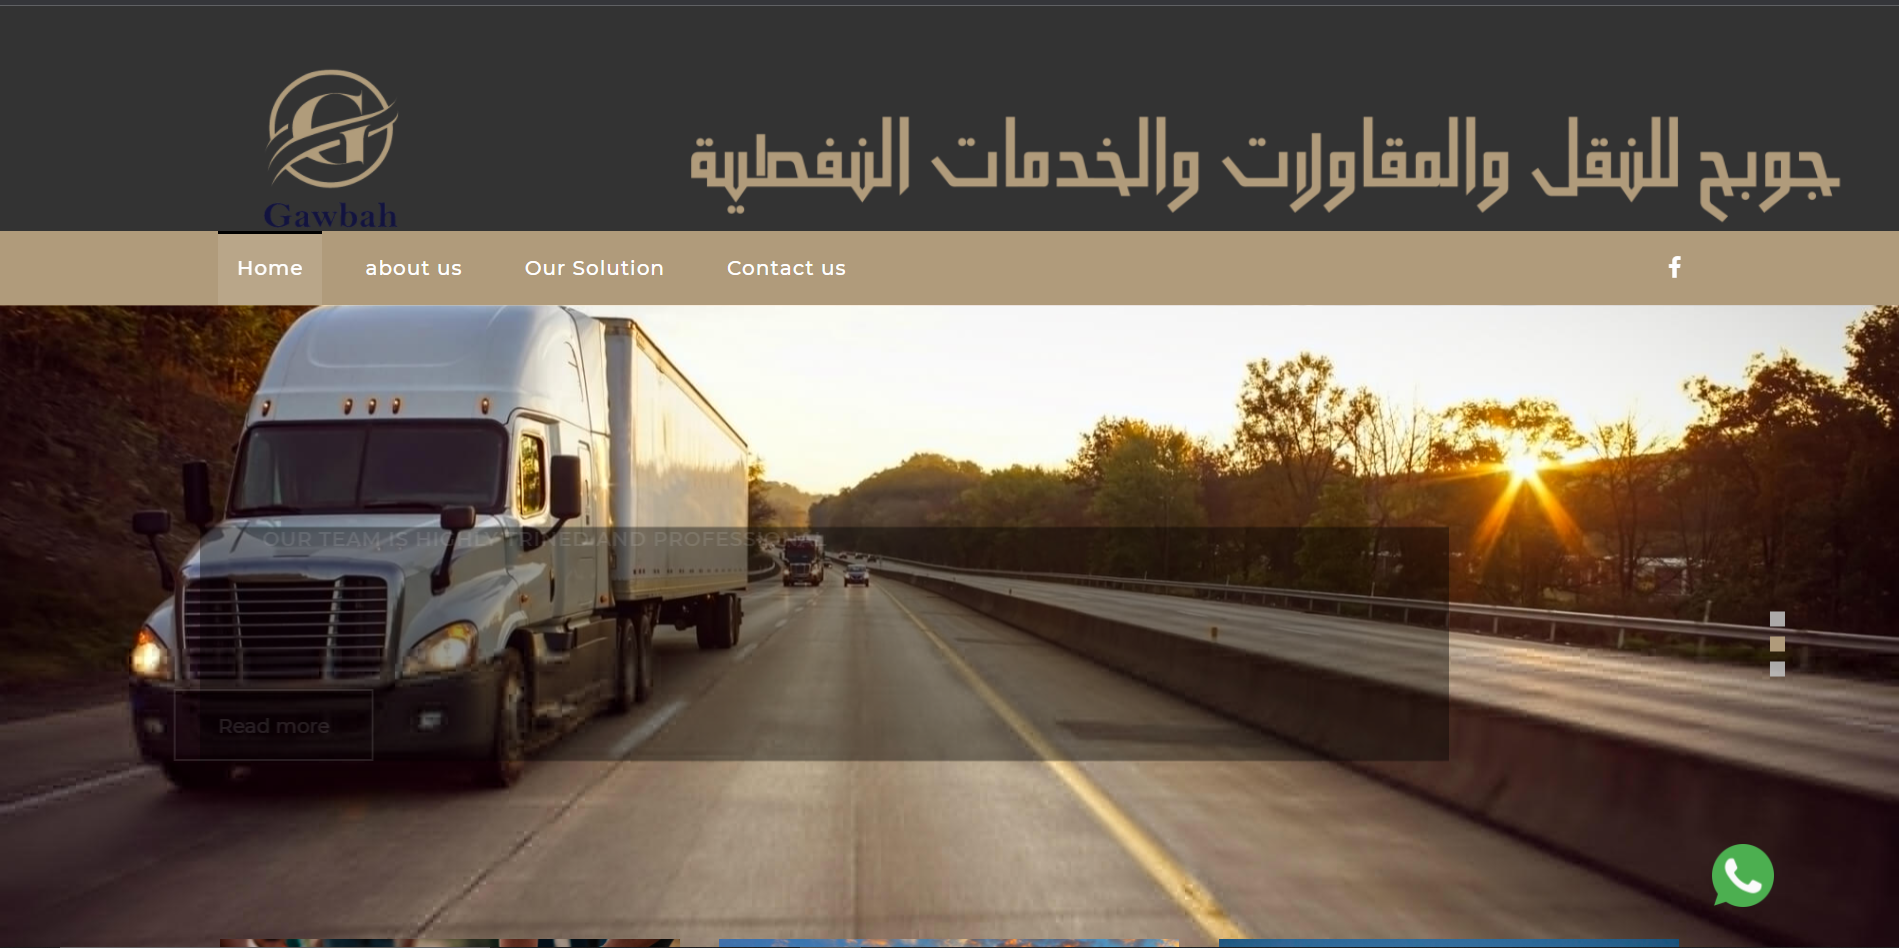 Gawbah
جوبح للنقل والمقاولات والخدمات النفطية
Home
about us
Our Solution
Contact us
OUR TEAM IS HIGHLY TRINED AND PROFESSIONAL
Read more